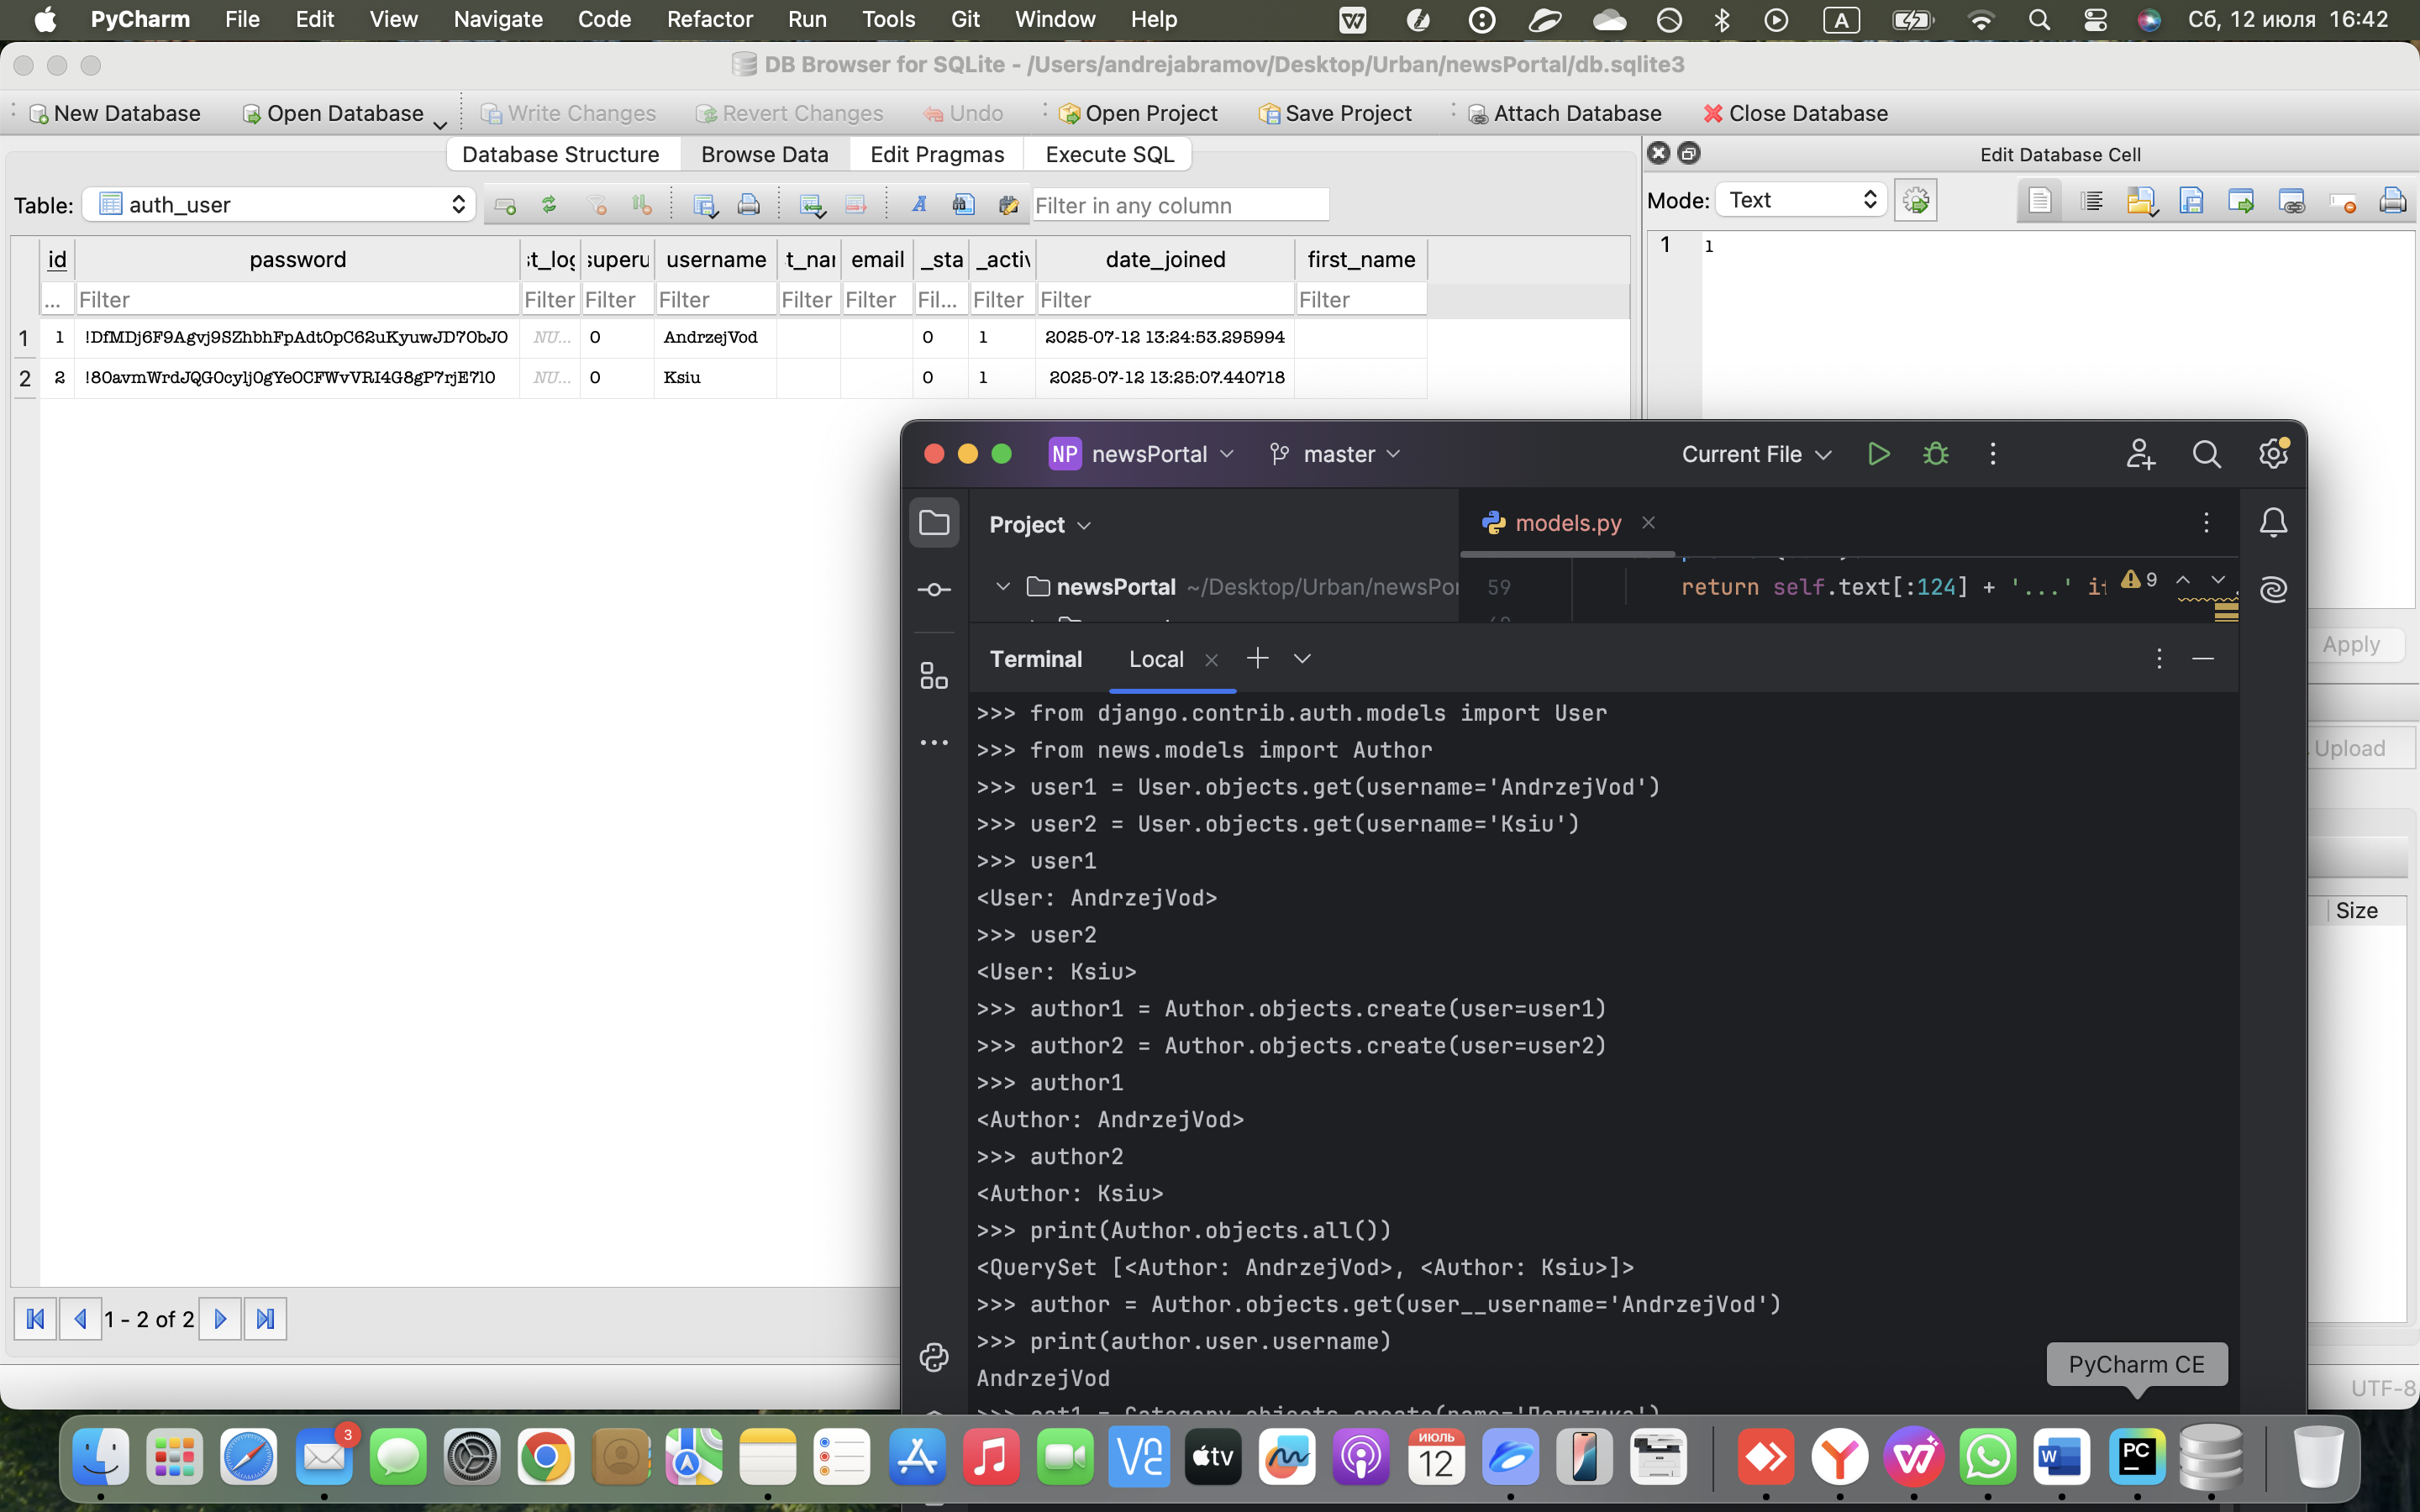 PyCharm File Edit View Navigate Code Refactor Run Tools Git Window Help A Сб, 12 июля 16:42
DB Browser for SQLite - /Users/andrejabramov/Desktop/Urban/newsPortal/db.sqlite3
New Database Open Database Write Changes Revert Changes Undo Open Project Save Project Attach Database Close Database
Database Structure Browse Data Edit Pragmas Execute SQL
Edit Database Cell
Table: auth_user Filter in any column
Mode: Text
1 1
id password st_log superu username t_nar email _sta _activ date_joined first_name
... Filter Filter Filter Filter Filter Filter Fil... Filter Filter Filter
1 1 !DfMDj6F9Agvj9SZhbhFpAdt0pC62uKyuwJD70bJ0 NU... 0 AndrzejVod 0 1 2025-07-12 13:24:53.295994
2 2 !80avmWrdJQG0cylj0gYe0CFWvVRI4G8gP7rjE7l0 NU... 0 Ksiu 0 1 2025-07-12 13:25:07.440718
NP newsPortal master Current File
Project models.py
newsPortal ~/Desktop/Urban/newsPor
59 return self.text[:124] + '...' if 9
Apply
Upload
Size
Terminal Local
>>> from django.contrib.auth.models import User
>>> from news.models import Author
>>> user1 = User.objects.get(username='AndrzejVod')
>>> user2 = User.objects.get(username='Ksiu')
>>> user1
<User: AndrzejVod>
>>> user2
<User: Ksiu>
>>> author1 = Author.objects.create(user=user1)
>>> author2 = Author.objects.create(user=user2)
>>> author1
<Author: AndrzejVod>
>>> author2
<Author: Ksiu>
>>> print(Author.objects.all())
<QuerySet [<Author: AndrzejVod>, <Author: Ksiu>]>
>>> author = Author.objects.get(user__username='AndrzejVod')
>>> print(author.user.username)
AndrzejVod
>>> cat1 = Category.objects.create(name='Политика')
1 - 2 of 2
PyCharm CE
UTF-8
3
tv
ИЮЛЬ
12
W
PC